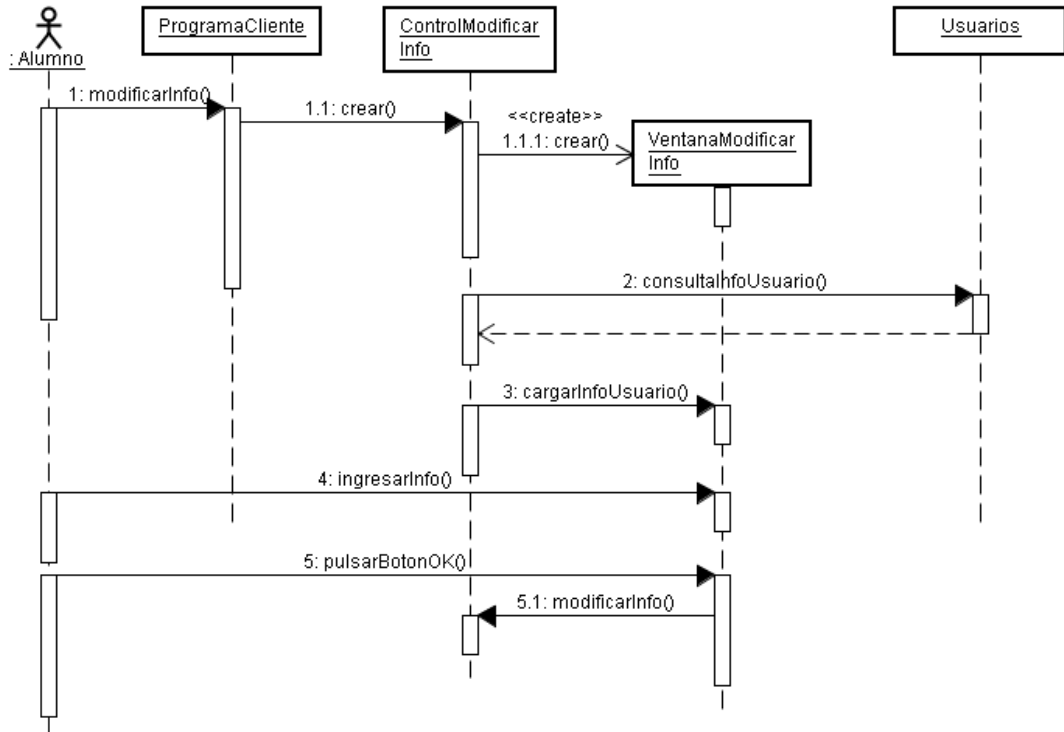 : Alumno
ProgramaCliente
ControlModificar
Info
Usuarios
1: modificarInfo()
1.1: crear()
<<create>>
1.1.1: crear()
VentanaModificar
Info
2: consultaInfoUsuario()
3: cargarInfoUsuario()
4: ingresarInfo()
5: pulsarBotonOK()
5.1: modificarInfo()